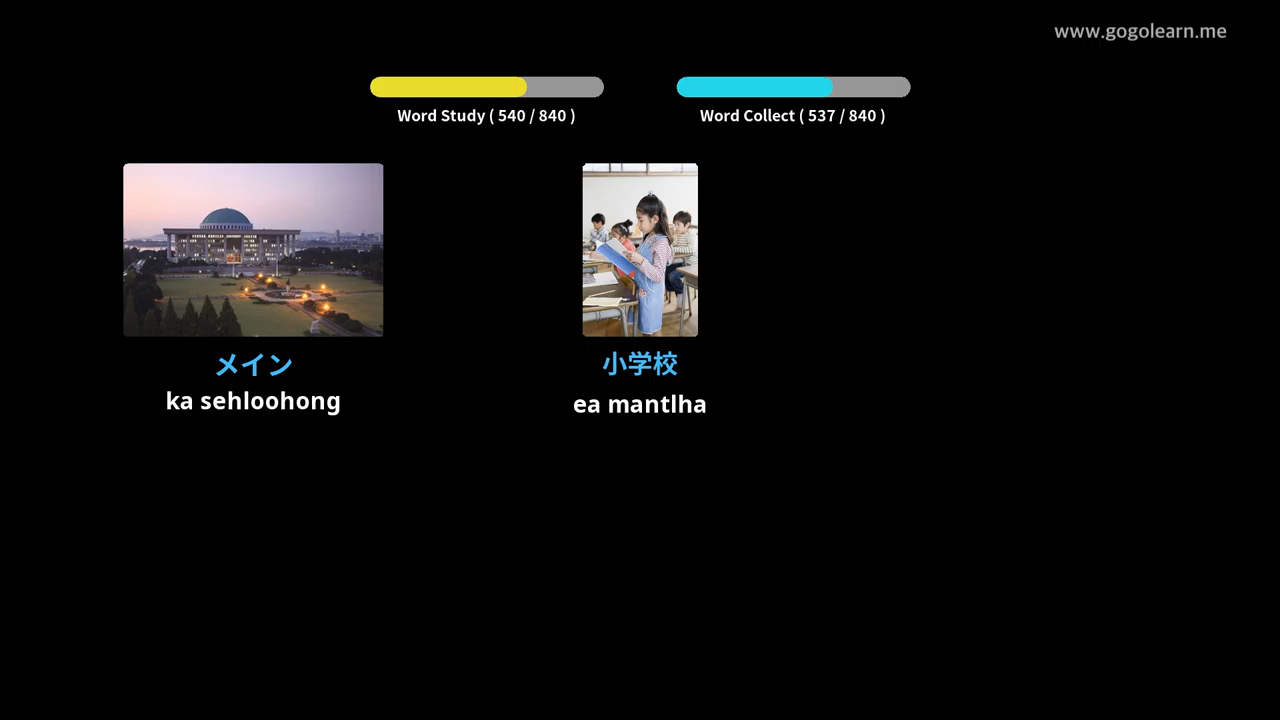 www.gogolearn.me
Word Study ( 540 / 840 )
Word Collect ( 537 / 840 )
メイン
ka sehloohong
小学校
ea mantlha